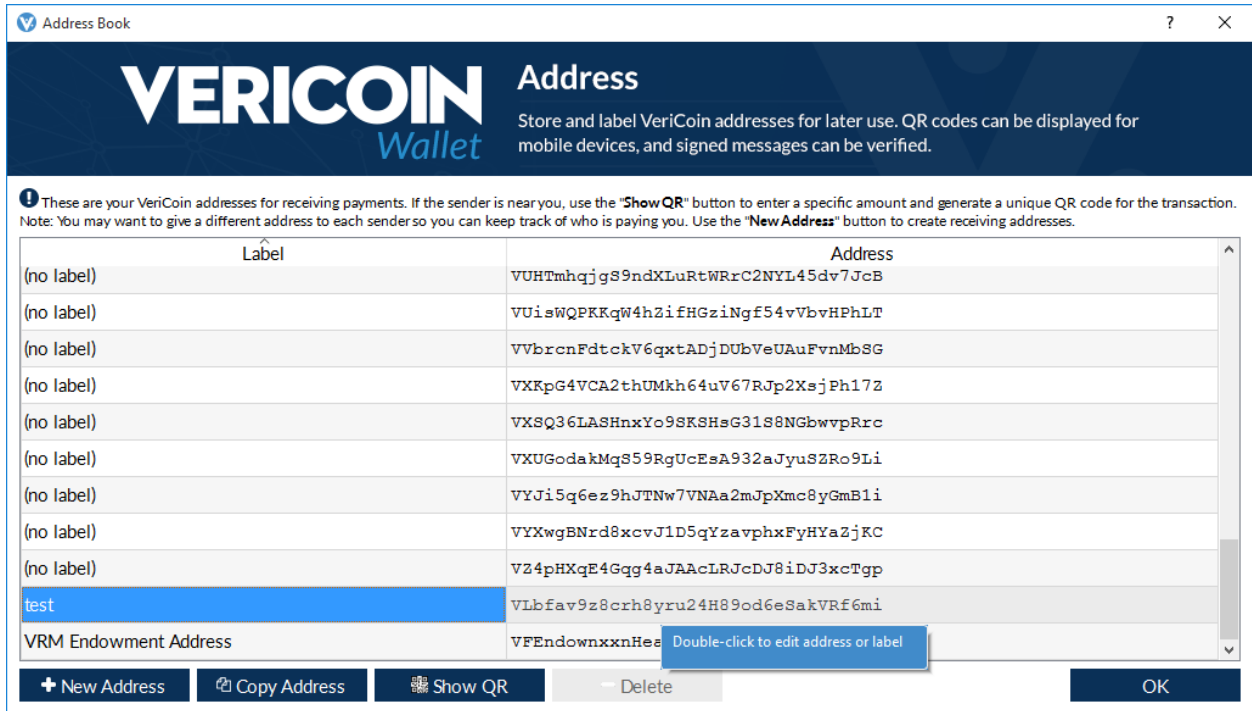 Address Book
VERICOIN
Wallet
Address
Store and label VeriCoin addresses for later use. QR codes can be displayed for
mobile devices, and signed messages can be verified.
These are your VeriCoin addresses for receiving payments. If the sender is near you, use the "Show QR" button to enter a specific amount and generate a unique QR code for the transaction.
Note: You may want to give a different address to each sender so you can keep track of who is paying you. Use the "New Address" button to create receiving addresses.
Label Address
(no label) VUHTmhqjgS9ndXLuRtWRrC2NYL45dv7JcB
(no label) VUisWQPKKqW4hZifHGziNgf54vVbvHPhLT
(no label) VVbrcnFdtckV6qxtADjDUbVeUAuFvnMbSG
(no label) VXKpG4VCA2thUMkh64uV67RJp2XsjPh17Z
(no label) VXSQ36LASHnxYo9SKSHsG31S8NGbwvpRrc
(no label) VXUGodakMqS59RgUcEsA932aJyuSZRo9Li
(no label) VYJi5q6ez9hJTNw7VNAa2mJpXmc8yGmB1i
(no label) VYXwgBNrd8xcvJ1D5qYzavphxFyHYaZjKC
(no label) VZ4pHXqE4Gqg4aJAAcLRJcDJ8iDJ3xcTgp
test VLbfav9z8crh8yru24H89od6eSakVRf6mi
VRM Endowment Address VFEndownxxnHea
Double-click to edit address or label
New Address Copy Address Show QR Delete OK